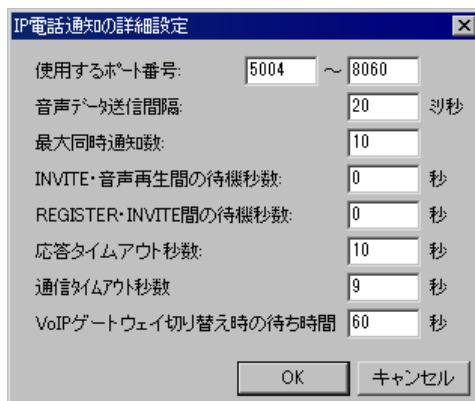 IP電話通知の詳細設定
使用するポート番号: 5004 ～ 8060
音声データ送信間隔: 20 ミリ秒
最大同時通知数: 10
INVITE・音声再生間の待機秒数: 0 秒
REGISTER・INVITE間の待機秒数: 0 秒
応答タイムアウト秒数: 10 秒
通信タイムアウト秒数 9 秒
VoIPゲートウェイ切り替え時の待ち時間 60 秒
OK キャンセル